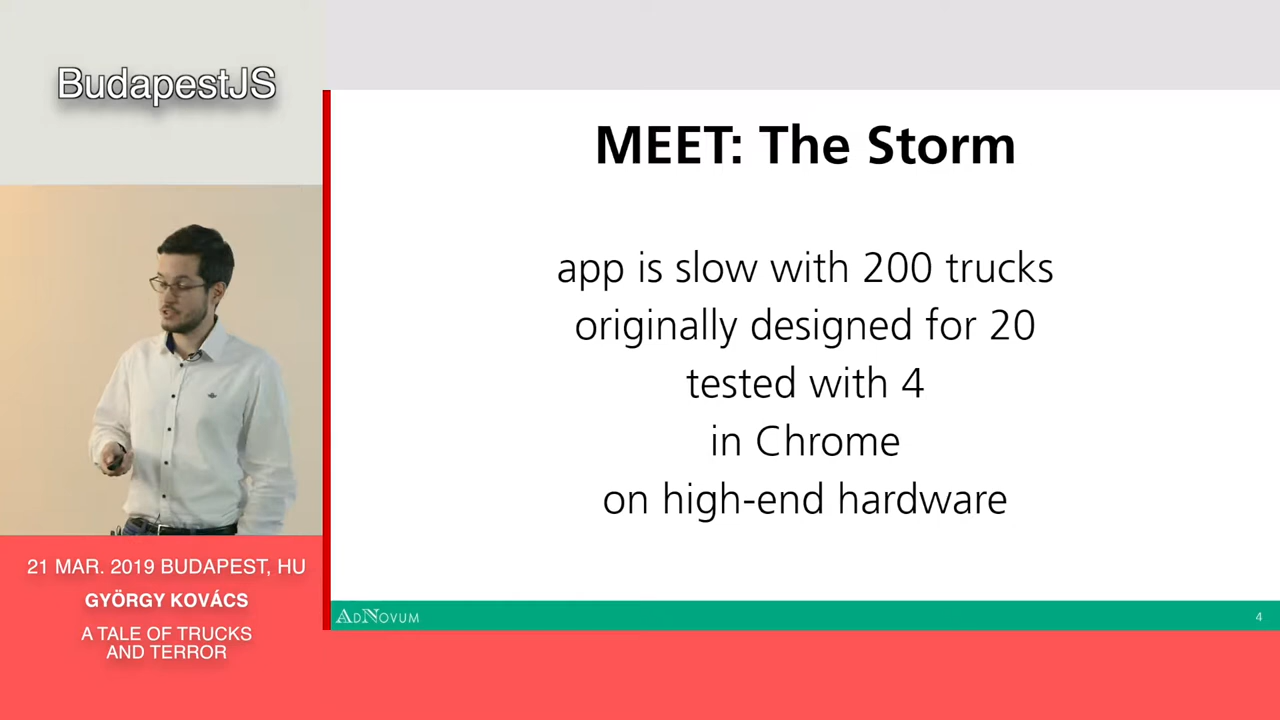 BudapestJS
MEET: The Storm
app is slow with 200 trucks
originally designed for 20
tested with 4
in Chrome
on high-end hardware
21 MAR. 2019 BUDAPEST, HU
GYÖRGY KOVÁCS
A TALE OF TRUCKS
AND TERROR
ADNOVUM
4